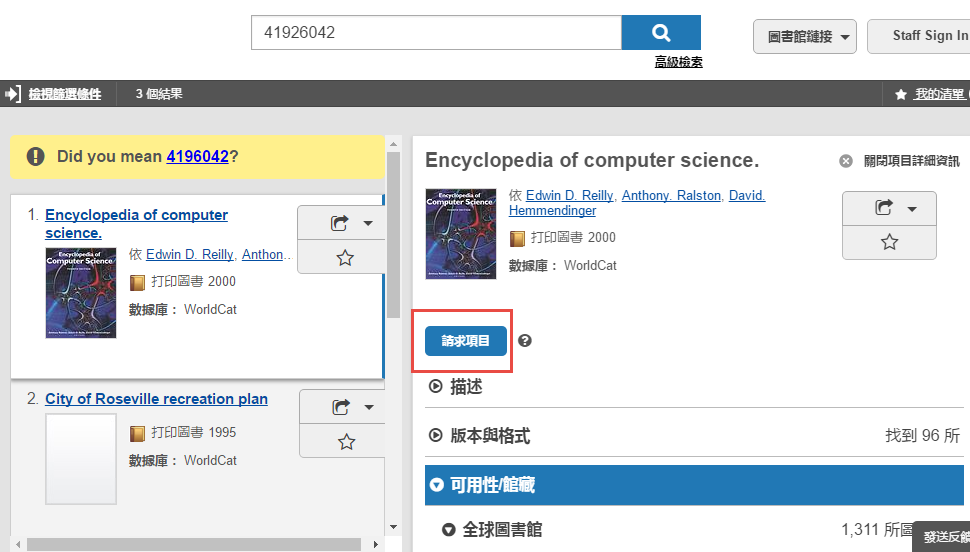 41926042
圖書館鏈接
Staff Sign In
高級檢索
檢視篩選條件
3 個結果
我的清單 (
Did you mean 4196042?
1. Encyclopedia of computer
science.
依 Edwin D. Reilly, Anthon...
打印圖書 2000
數據庫： WorldCat
Encyclopedia of
Computer Science
2. City of Roseville recreation plan
打印圖書 1995
數據庫： WorldCat
Encyclopedia of computer science.
關閉項目詳細資訊
依 Edwin D. Reilly, Anthony. Ralston, David.
Hemmendinger
打印圖書 2000
數據庫： WorldCat
Encyclopedia of
Computer Science
請求項目
描述
版本與格式
找到 96 所
可用性/館藏
全球圖書館
1,311 所
發送反饋